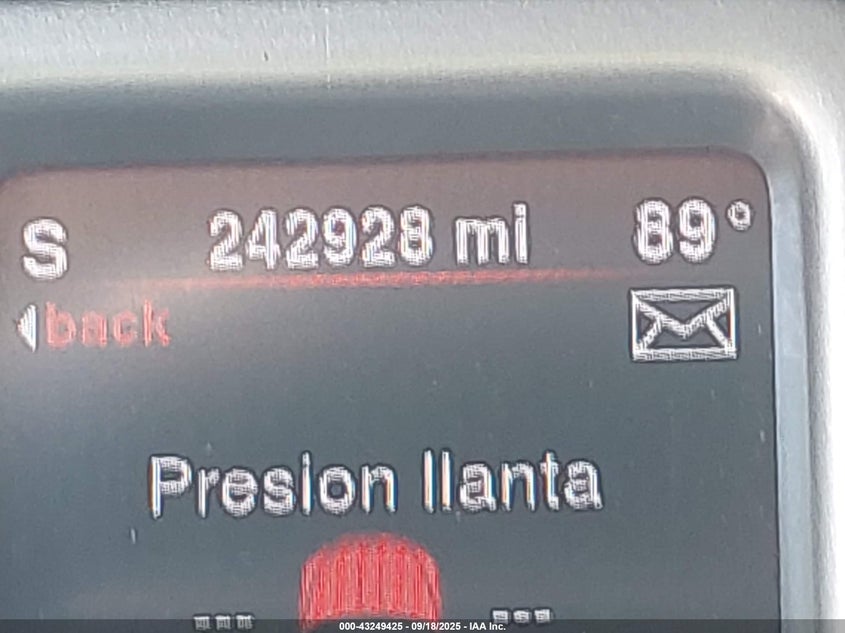 S 242928 mi 89°
back
Presion llanta
--- ---
000-43249425 - 09/18/2025 - IAA Inc.